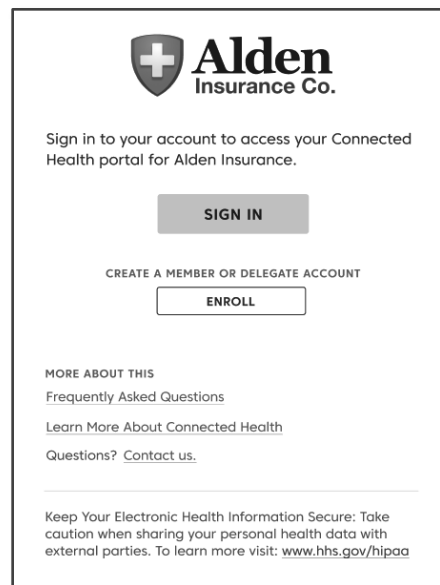 Alden
Insurance Co.
Sign in to your account to access your Connected
Health portal for Alden Insurance.
SIGN IN
CREATE A MEMBER OR DELEGATE ACCOUNT
ENROLL
MORE ABOUT THIS
Frequently Asked Questions
Learn More About Connected Health
Questions? Contact us.
Keep Your Electronic Health Information Secure: Take
caution when sharing your personal health data with
external parties. To learn more visit: www.hhs.gov/hipaa